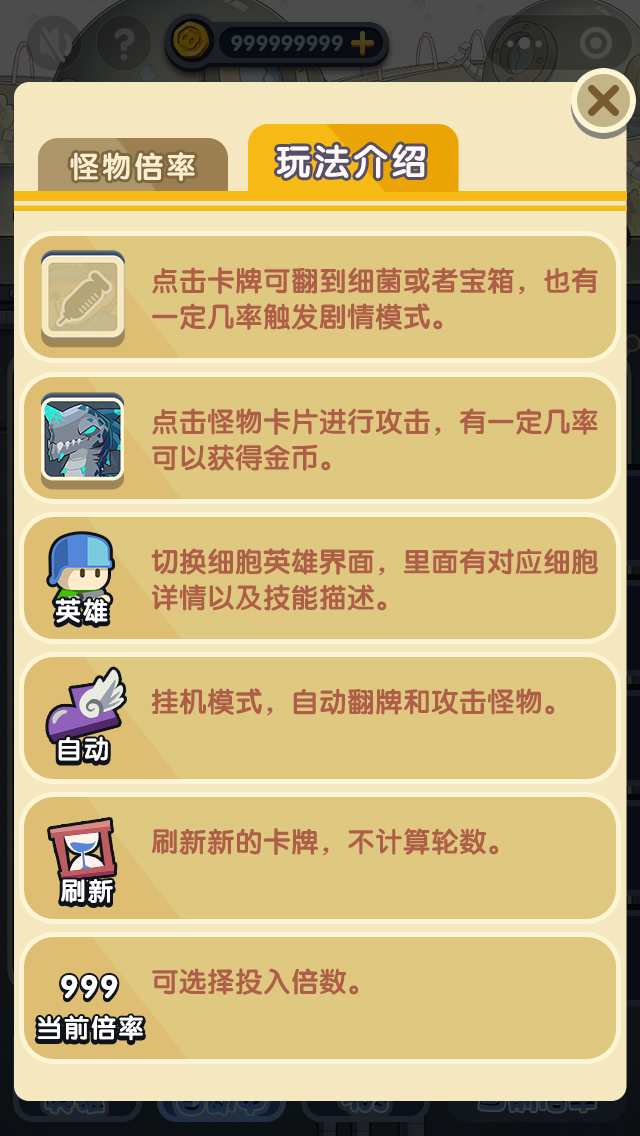 999999999
怪物倍率
玩法介绍
点击卡牌可翻到细菌或者宝箱，也有
一定几率触发剧情模式。
点击怪物卡片进行攻击，有一定几率
可以获得金币。
切换细胞英雄界面，里面有对应细胞
详情以及技能描述。
英雄
挂机模式，自动翻牌和攻击怪物。
自动
刷新新的卡牌，不计算轮数。
刷新
999
可选择投入倍数。
当前倍率